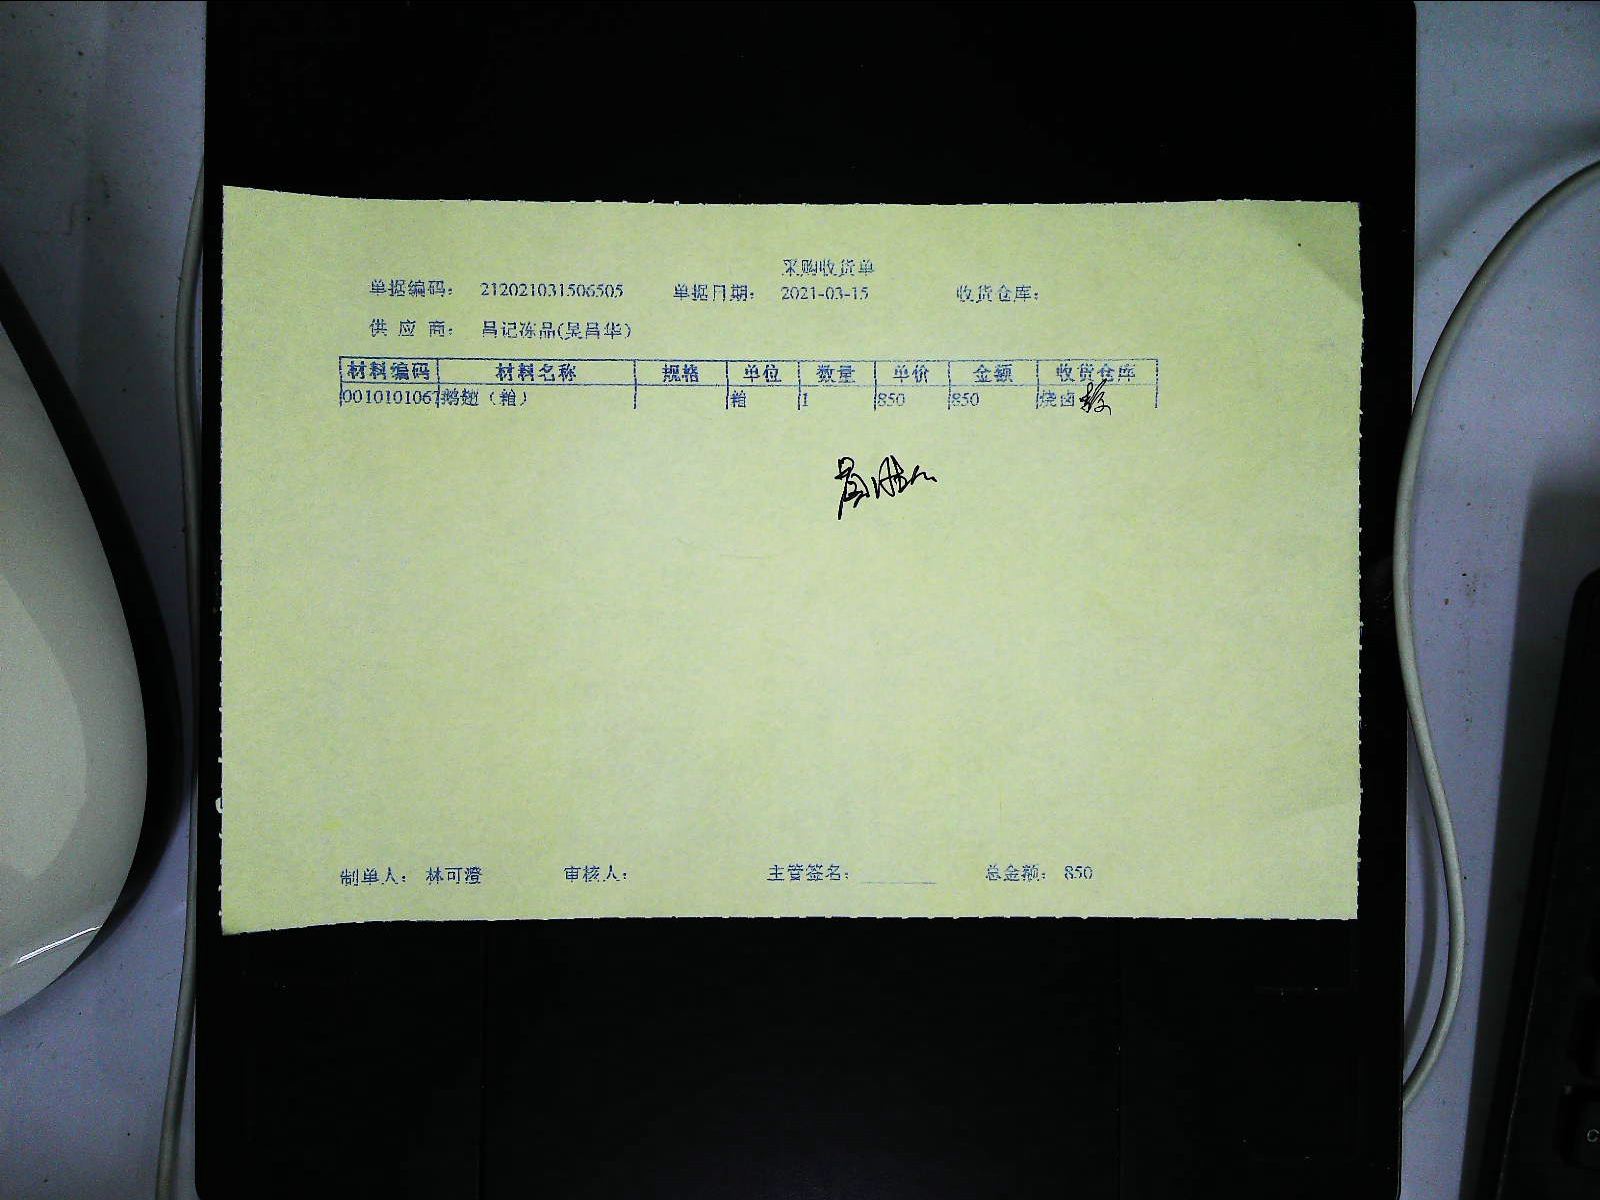 采购收货单
单据编码： 212021031506505 单据日期： 2021-03-15 收货仓库：
供 应 商： 昌记冻品(吴昌华)
材料编码 材料名称 规格 单位 数量 单价 金额 收货仓库
0010101067 鹅翅（箱） 箱 1 850 850 烧卤
制单人： 林可澄 审核人： 主管签名： 总金额： 850